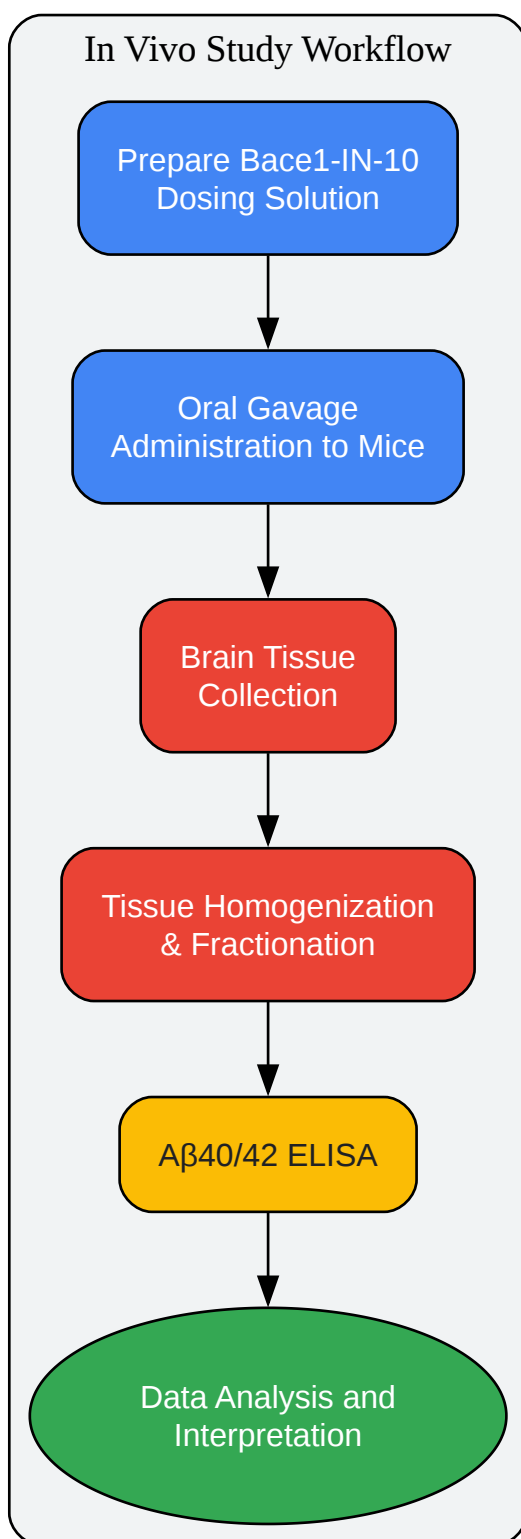 In Vivo Study Workflow
Prepare Bace1-IN-10
Dosing Solution
Oral Gavage
Administration to Mice
Brain Tissue
Collection
Tissue Homogenization
& Fractionation
Aβ40/42 ELISA
Data Analysis and
Interpretation